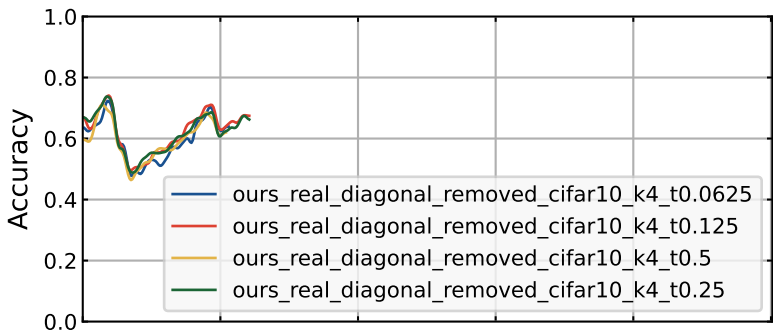 1.0
0.8
0.6
0.4
0.2
0.0
Accuracy
ours_real_diagonal_removed_cifar10_k4_t0.0625
ours_real_diagonal_removed_cifar10_k4_t0.125
ours_real_diagonal_removed_cifar10_k4_t0.5
ours_real_diagonal_removed_cifar10_k4_t0.25